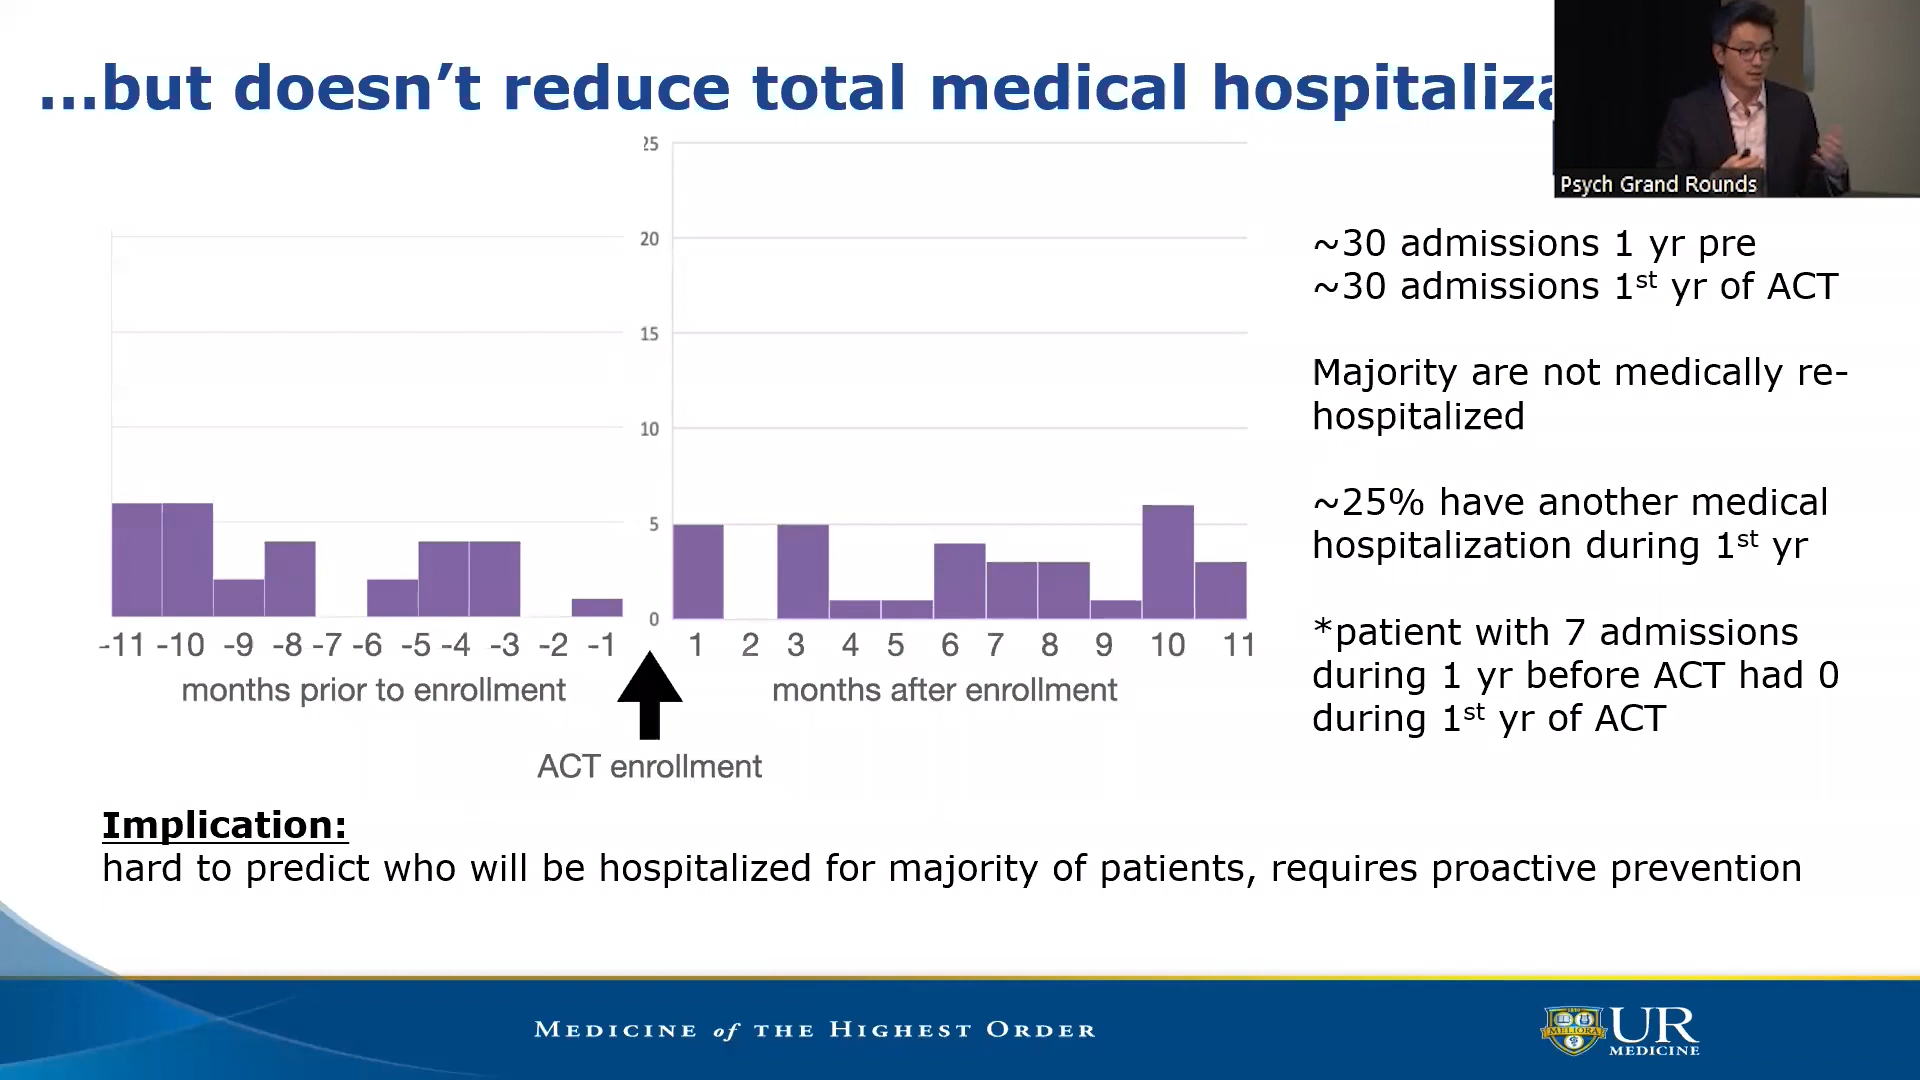 ...but doesn’t reduce total medical
Psych Grand Rounds
25
20
15
10
5
0
-11 -10 -9 -8 -7 -6 -5 -4 -3 -2 -1
1 2 3 4 5 6 7 8 9 10 11
months prior to enrollment
months after enrollment
ACT enrollment
~30 admissions 1 yr pre
~30 admissions 1st yr of ACT
Majority are not medically re-
hospitalized
~25% have another medical
hospitalization during 1st yr
*patient with 7 admissions
during 1 yr before ACT had 0
during 1st yr of ACT
Implication:
hard to predict who will be hospitalized for majority of patients, requires proactive prevention
MEDICINE of THE HIGHEST ORDER
MELIORA
UR
MEDICINE